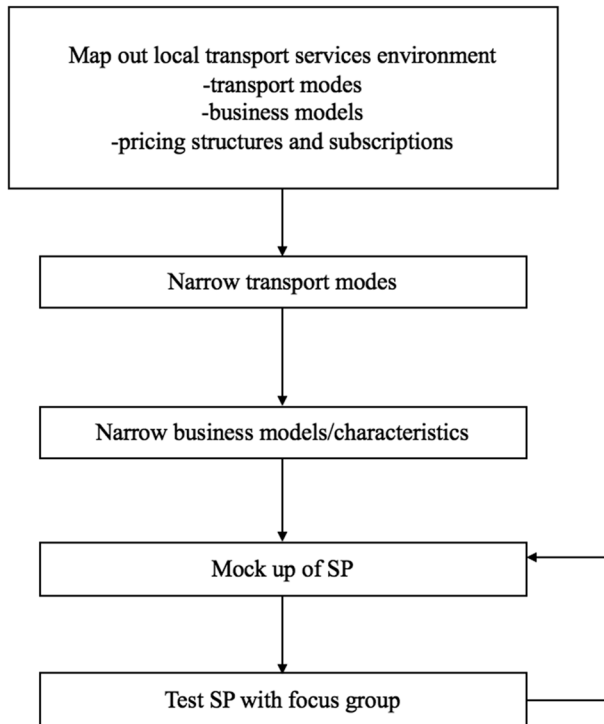 Map out local transport services environment
-transport modes
-business models
-pricing structures and subscriptions
Narrow transport modes
Narrow business models/characteristics
Mock up of SP
Test SP with focus group